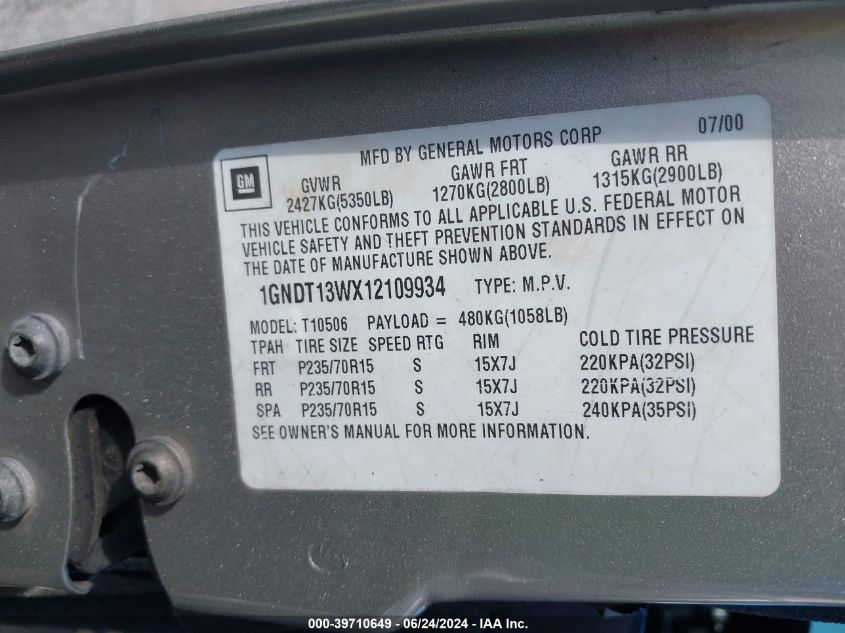 07/00
MFD BY GENERAL MOTORS CORP
GM
GVWR GAWR FRT GAWR RR
2427KG(5350LB) 1270KG(2800LB) 1315KG(2900LB)
THIS VEHICLE CONFORMS TO ALL APPLICABLE U.S. FEDERAL MOTOR
VEHICLE SAFETY AND THEFT PREVENTION STANDARDS IN EFFECT ON
THE DATE OF MANUFACTURE SHOWN ABOVE.
1GNDT13WX12109934 TYPE: M.P.V.
MODEL: T10506 PAYLOAD = 480KG(1058LB)
TPAH TIRE SIZE SPEED RTG RIM COLD TIRE PRESSURE
FRT P235/70R15 S 15X7J 220KPA(32PSI)
RR P235/70R15 S 15X7J 220KPA(32PSI)
SPA P235/70R15 S 15X7J 240KPA(35PSI)
SEE OWNER'S MANUAL FOR MORE INFORMATION.
000-39710649 - 06/24/2024 - IAA Inc.